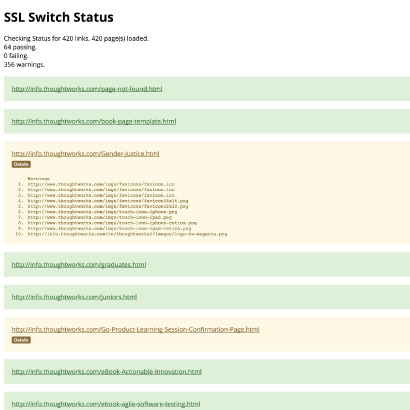 SSL Switch Status
Checking Status for 420 links. 420 page(s) loaded.
64 passing.
0 failing.
356 warnings.
http://info.thoughtworks.com/page-not-found.html
http://info.thoughtworks.com/book-page-template.html
http://info.thoughtworks.com/Gender-Justice.html
Details
Warnings
1. http://www.thoughtworks.com/imgs/favicons/favicon.ico
2. http://www.thoughtworks.com/imgs/favicons/favicon.ico
3. http://www.thoughtworks.com/imgs/favicons/favicon.ico
4. http://www.thoughtworks.com/imgs/favicons/favicon16x16.png
5. http://www.thoughtworks.com/imgs/favicons/favicon32x32.png
6. http://www.thoughtworks.com/imgs/touch-icon-iphone.png
7. http://www.thoughtworks.com/imgs/touch-icon-ipad.png
8. http://www.thoughtworks.com/imgs/touch-icon-iphone-retina.png
9. http://www.thoughtworks.com/imgs/touch-icon-ipad-retina.png
10. http://info.thoughtworks.com/rs/thoughtworks2/images/logo-tw-magenta.png
http://info.thoughtworks.com/graduates.html
http://info.thoughtworks.com/juniors.html
http://info.thoughtworks.com/Go-Product-Learning-Session-Confirmation-Page.html
Details
http://info.thoughtworks.com/eBook-Actionable-Innovation.html
http://info.thoughtworks.com/ebook-agile-software-testing.html